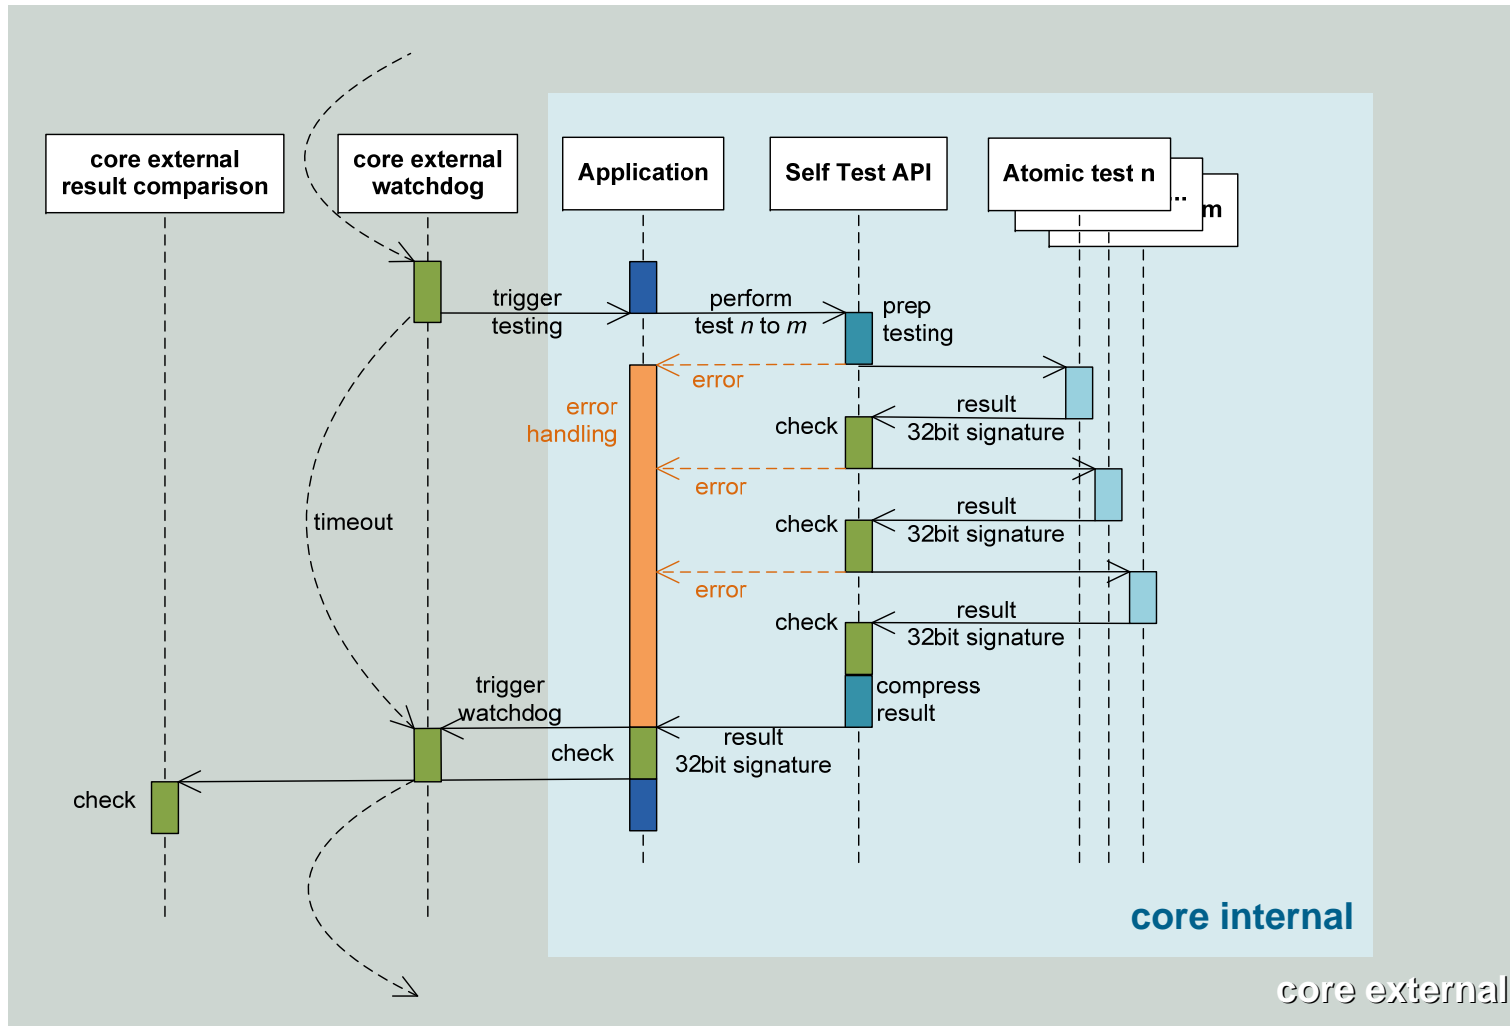 core external
result comparison
core external
watchdog
Application
Self Test API
Atomic test n
...
m
trigger
testing
perform
test n to m
prep
testing
error
error
handling
result
32bit signature
check
error
timeout
result
32bit signature
check
error
result
32bit signature
check
trigger
watchdog
compress
result
result
32bit signature
check
check
core internal
core external